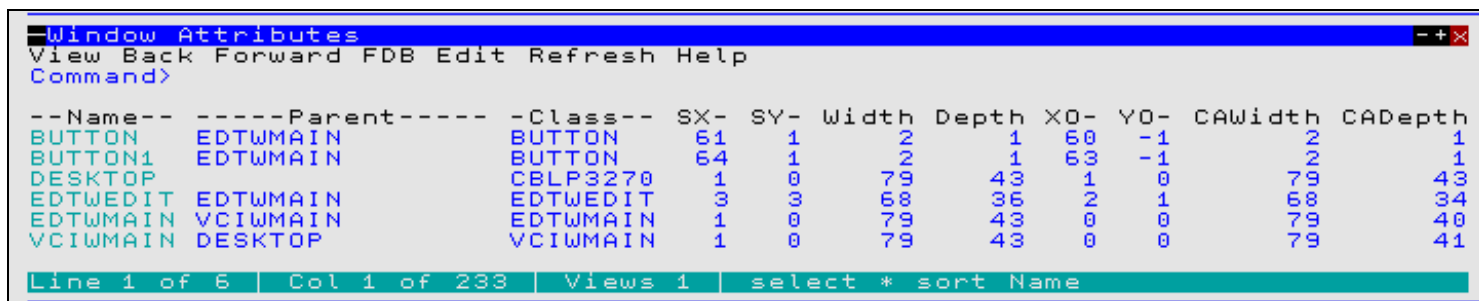 Window Attributes - + x
View Back Forward FDB Edit Refresh Help
Command>
--Name-- -----Parent----- -Class-- SX- SY- Width Depth XO- YO- CAWidth CADepth
BUTTON EDTWMAIN BUTTON 61 1 2 1 60 -1 2 1
BUTTON1 EDTWMAIN BUTTON 64 1 2 1 63 -1 2 1
DESKTOP CBLP3270 1 0 79 43 1 0 79 43
EDTWEDIT EDTWMAIN EDTWEDIT 3 3 68 36 2 1 68 34
EDTWMAIN VCIWMAIN EDTWMAIN 1 0 79 43 0 0 79 40
VCIWMAIN DESKTOP VCIWMAIN 1 0 79 43 0 0 79 41
Line 1 of 6 | Col 1 of 233 | Views 1 | select * sort Name